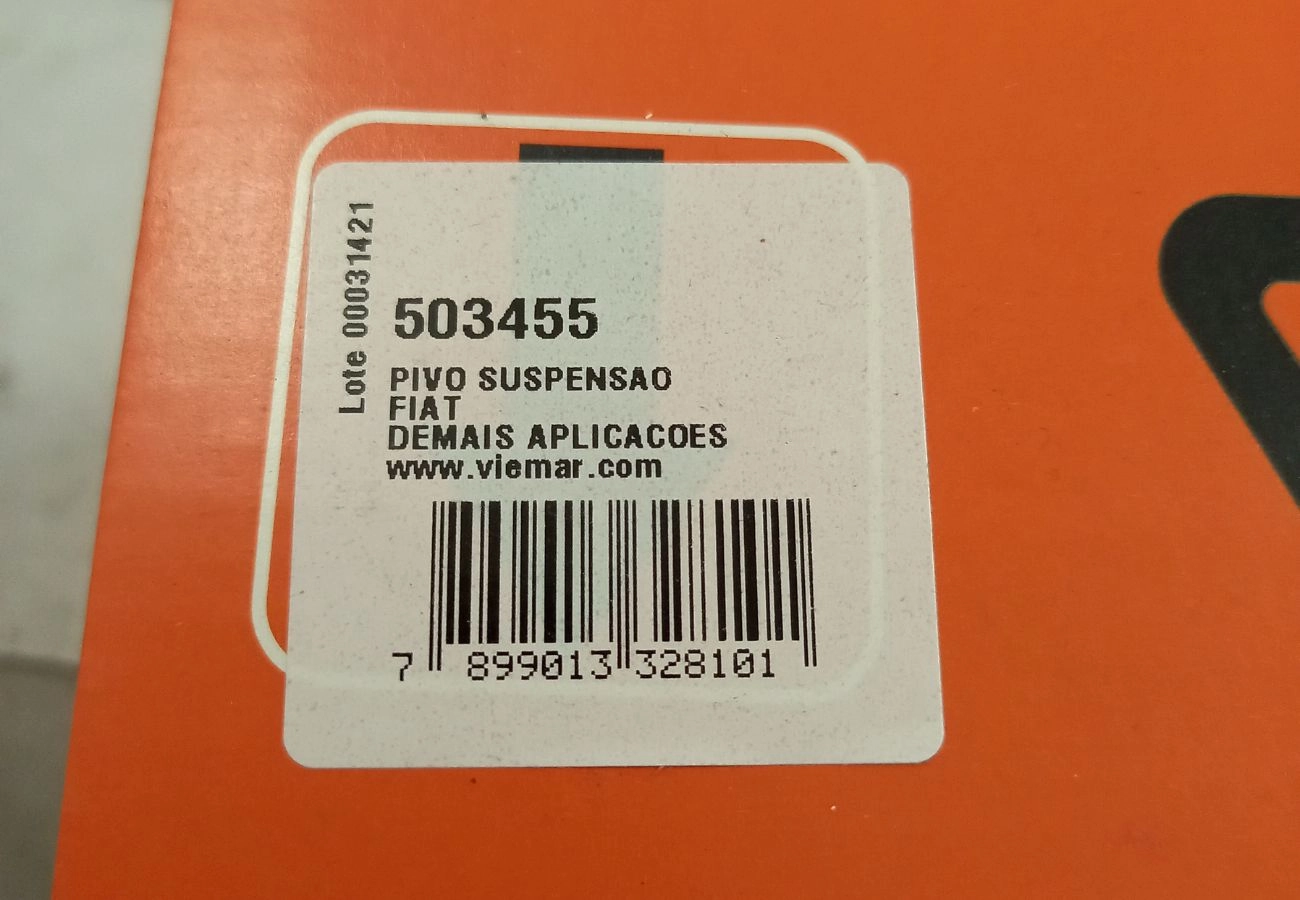 Lote 00031421
503455
PIVO SUSPENSAO
FIAT
DEMAIS APLICACOES
www.viemar.com
7 899013 328101